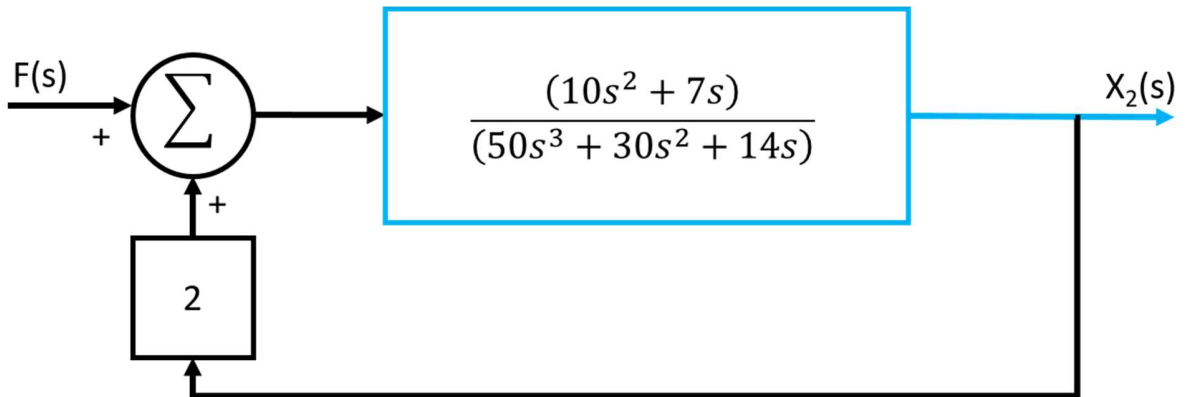 F(s)
+
∑
(10s² + 7s)
(50s³ + 30s² + 14s)
X₂(s)
+
2